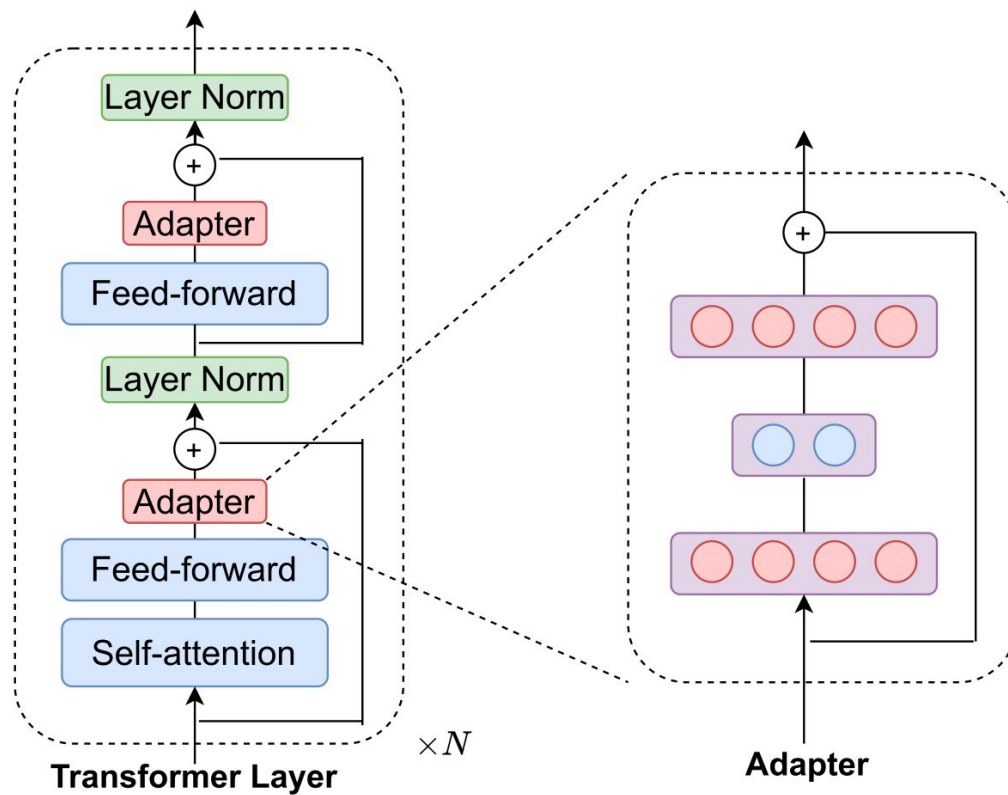 Layer Norm
+
Adapter
Feed-forward
Layer Norm
+
Adapter
Feed-forward
Self-attention
×N
Transformer Layer
+
Adapter